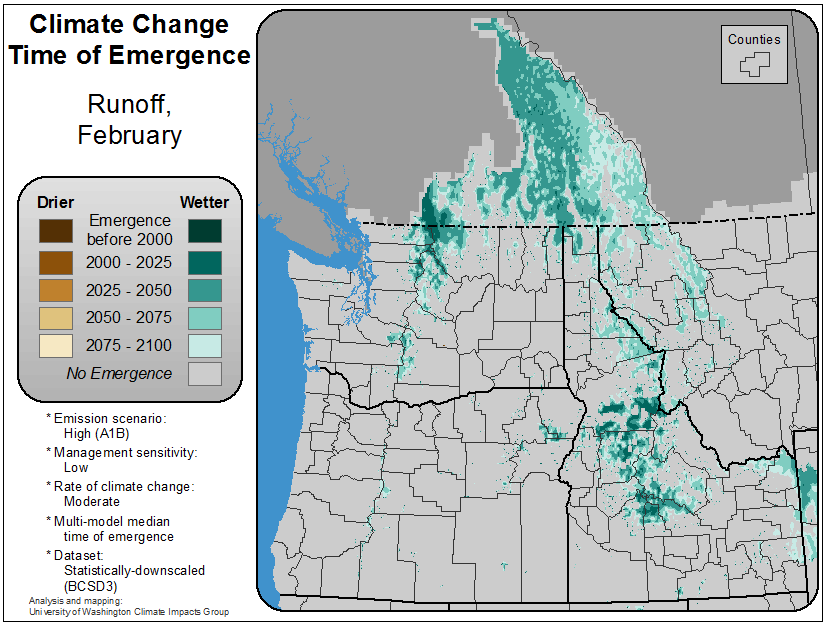 Climate Change
Time of Emergence
Runoff,
February
Drier
Wetter
Emergence
before 2000
2000 - 2025
2025 - 2050
2050 - 2075
2075 - 2100
No Emergence
* Emission scenario:
High (A1B)
* Management sensitivity:
Low
* Rate of climate change:
Moderate
* Multi-model median
time of emergence
* Dataset:
Statistically-downscaled
(BCSD3)
Analysis and mapping:
University of Washington Climate Impacts Group
Counties